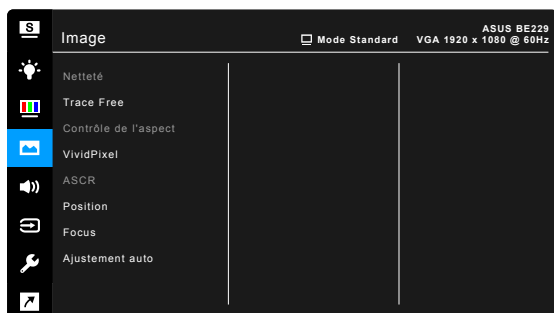 S
ASUS BE229
Image
Mode Standard
VGA 1920 x 1080 @ 60Hz
Netteté
Trace Free
Contrôle de l'aspect
VividPixel
ASCR
Position
Focus
Ajustement auto